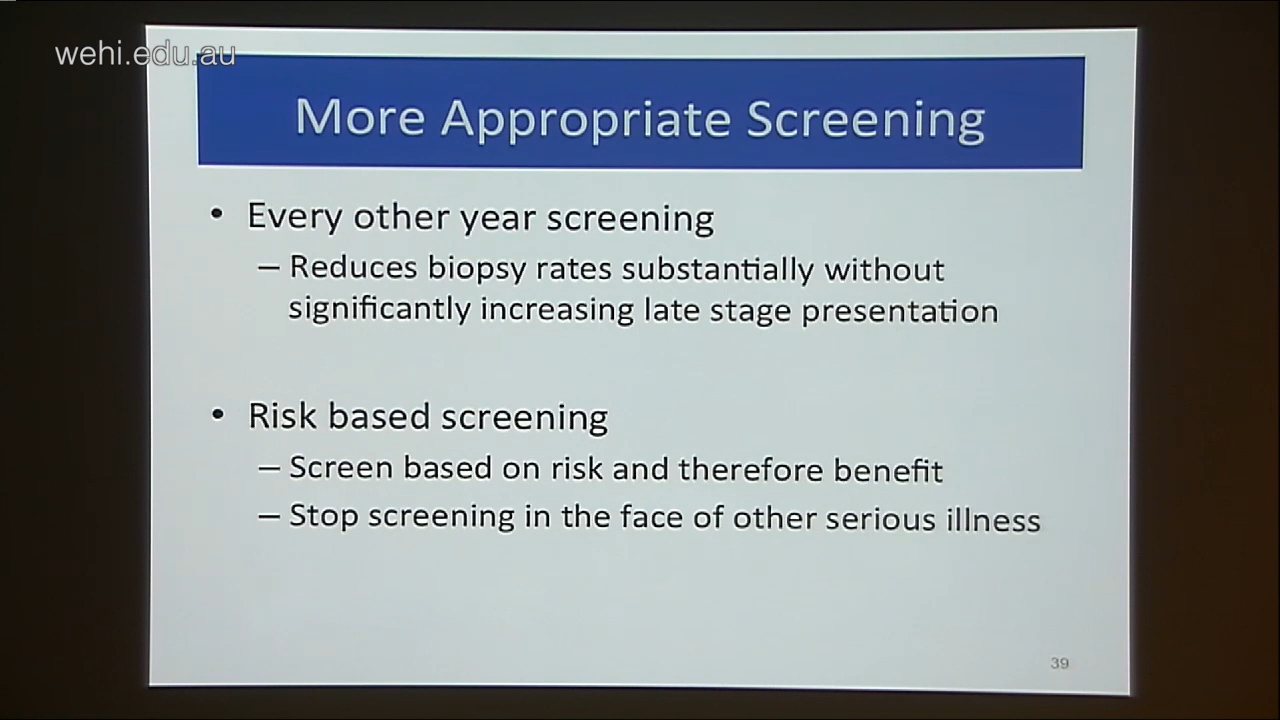 wehi.edu.au
More Appropriate Screening
• Every other year screening
– Reduces biopsy rates substantially without
significantly increasing late stage presentation
• Risk based screening
– Screen based on risk and therefore benefit
– Stop screening in the face of other serious illness
39